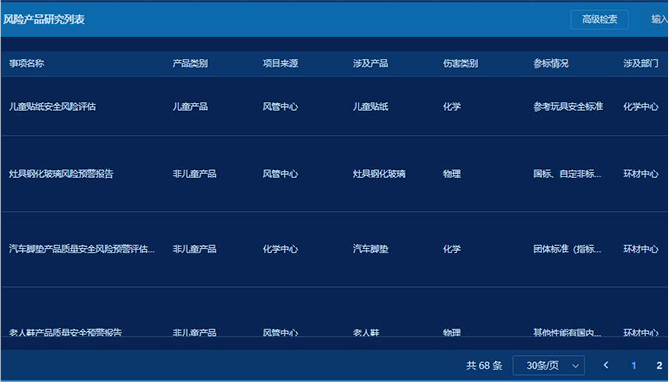 风险产品研究列表 高级检索 输入
事项名称 产品类别 项目来源 涉及产品 伤害类别 参标情况 涉及部门
儿童贴纸安全风险评估 儿童产品 风管中心 儿童贴纸 化学 参考玩具安全标准 化学中心
灶具钢化玻璃风险预警报告 非儿童产品 风管中心 灶具钢化玻璃 物理 国标、自定非标... 环材中心
汽车脚垫产品质量安全风险预警评估... 非儿童产品 化学中心 汽车脚垫 化学 团体标准（指标... 环材中心
老人鞋产品质量安全预警报告 非儿童产品 风管中心 老人鞋 物理 其他性能有国内... 环材中心
共 68 条 30条/页 1 2